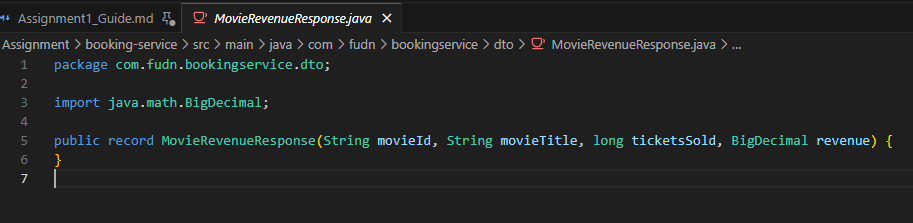 Assignment1_Guide.md MovieRevenueResponse.java
Assignment > booking-service > src > main > java > com > fudn > bookingservice > dto > MovieRevenueResponse.java > ...
1 package com.fudn.bookingservice.dto;
2
3 import java.math.BigDecimal;
4
5 public record MovieRevenueResponse(String movieId, String movieTitle, long ticketsSold, BigDecimal revenue) {
6 }
7